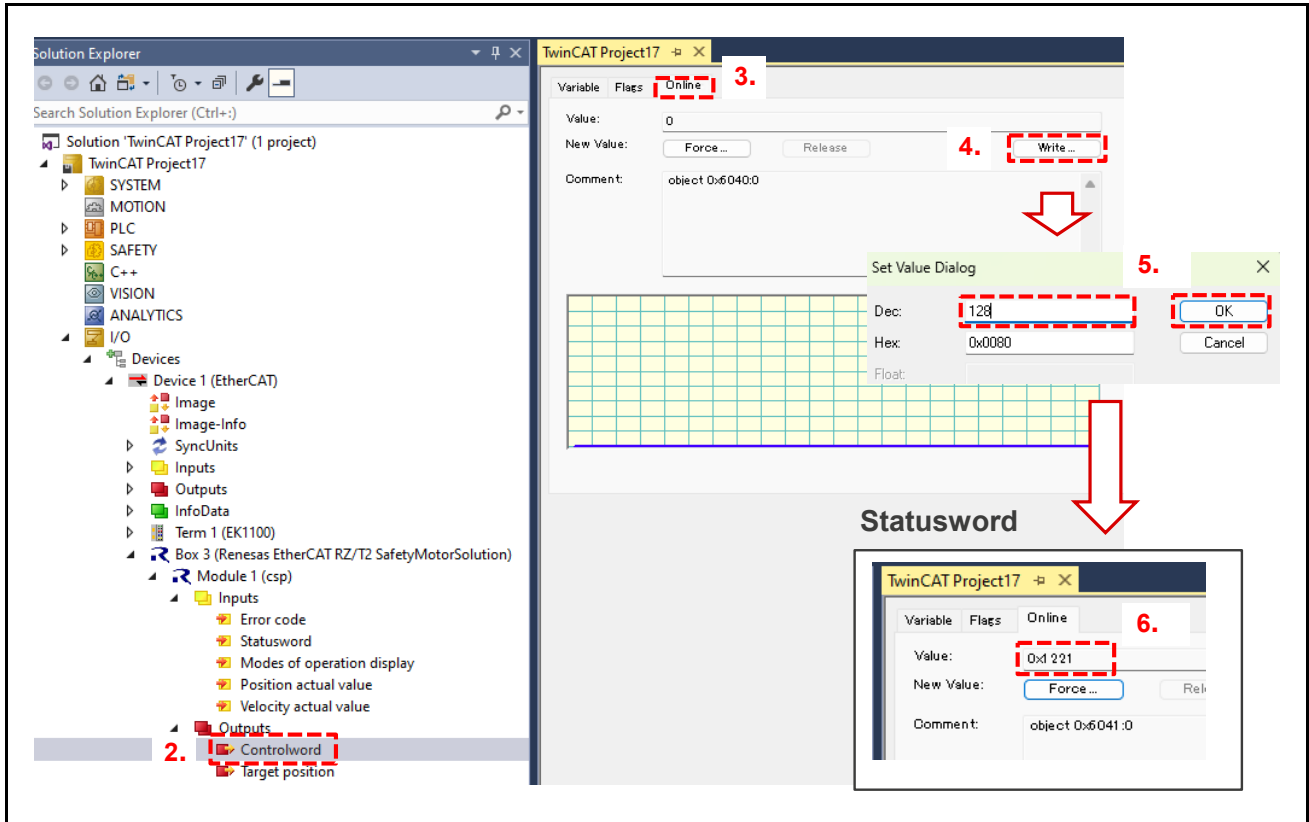 Solution Explorer
Search Solution Explorer (Ctrl+:)
Solution 'TwinCAT Project17' (1 project)
TwinCAT Project17
SYSTEM
MOTION
PLC
SAFETY
C++
VISION
ANALYTICS
I/O
Devices
Device 1 (EtherCAT)
Image
Image-Info
SyncUnits
Inputs
Outputs
InfoData
Term 1 (EK1100)
Box 3 (Renesas EtherCAT RZ/T2 SafetyMotorSolution)
Module 1 (csp)
Inputs
Error code
Statusword
Modes of operation display
Position actual value
Velocity actual value
Outputs
2. Controlword
Target position
TwinCAT Project17
Variable Flags Online 3.
Value: 0
New Value: Force... Release 4. Write...
Comment: object 0x6040:0
Set Value Dialog 5.
Dec: 128 OK
Hex: 0x0080 Cancel
Float:
Statusword
TwinCAT Project17
Variable Flags Online 6.
Value: 0x1221
New Value: Force... Rel
Comment: object 0x6041:0